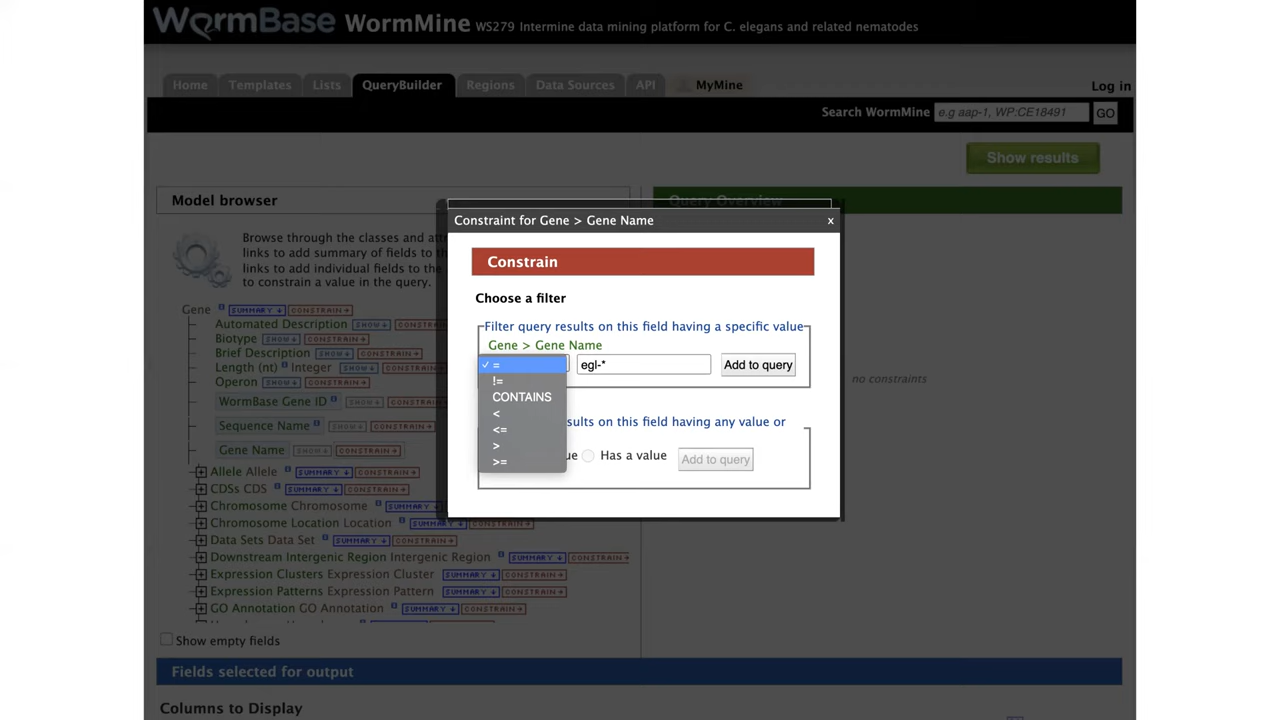 WormBase WormMine WS279 Intermine data mining platform for C. elegans and related nematodes
Home Templates Lists QueryBuilder Regions Data Sources API MyMine Log in
Search WormMine e.g aap-1, WP:CE18491 GO
Show results
Model browser
Query Overview
Browse through the classes and att
links to add summary of fields to the
links to add individual fields to the
to constrain a value in the query.
no constraints
Gene SUMMARY CONSTRAIN
Automated Description SHOW CONSTR
Biotype SHOW CONSTRAIN
Brief Description SHOW CONSTRAIN
Length (nt) Integer SHOW CONSTR
Operon SHOW CONSTRAIN
WormBase Gene ID
Sequence Name
Gene Name
Allele Allele SUMMARY CONSTRAIN
CDSs CDS SUMMARY CONSTRAIN
Chromosome Chromosome SUMMARY CONSTRAIN
Chromosome Location Location SUMMARY CONSTRAIN
Data Sets Data Set SUMMARY CONSTRAIN
Downstream Intergenic Region Intergenic Region SUMMARY CONSTRAIN
Expression Clusters Expression Cluster SUMMARY CONSTRAIN
Expression Patterns Expression Pattern SUMMARY CONSTRAIN
GO Annotation GO Annotation SUMMARY CONSTRAIN
Show empty fields
Fields selected for output
Columns to Display
Constraint for Gene > Gene Name x
Constrain
Choose a filter
Filter query results on this field having a specific value
Gene > Gene Name
= egl-* Add to query
!=
CONTAINS
<
<=
>
>=
sults on this field having any value or
ue Has a value Add to query